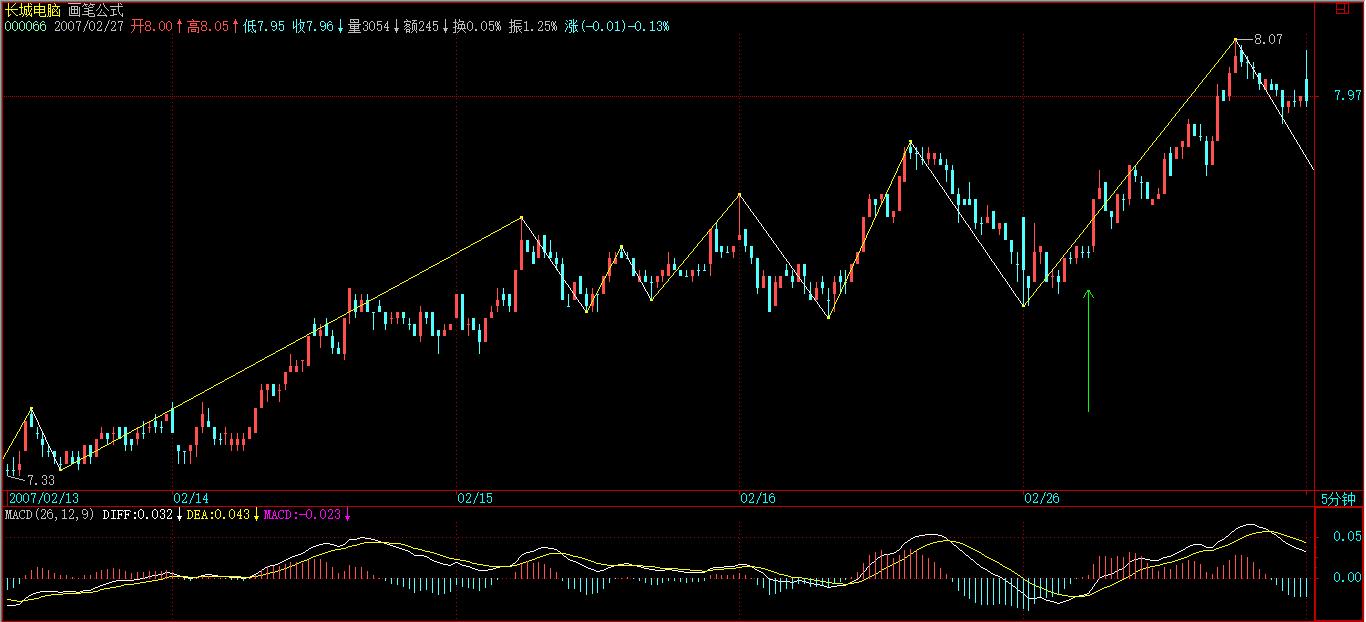 长城电脑 画笔公式
000066 2007/02/27 开8.00↑高8.05↑低7.95 收7.96↓量3054↓额245↓换0.05% 振1.25% 涨(-0.01)-0.13%
8.07
7.97
7.33
2007/02/13 02/14 02/15 02/16 02/26 5分钟
MACD(26,12,9) DIFF:0.032↓DEA:0.043↓MACD:-0.023↓
0.05
0.00